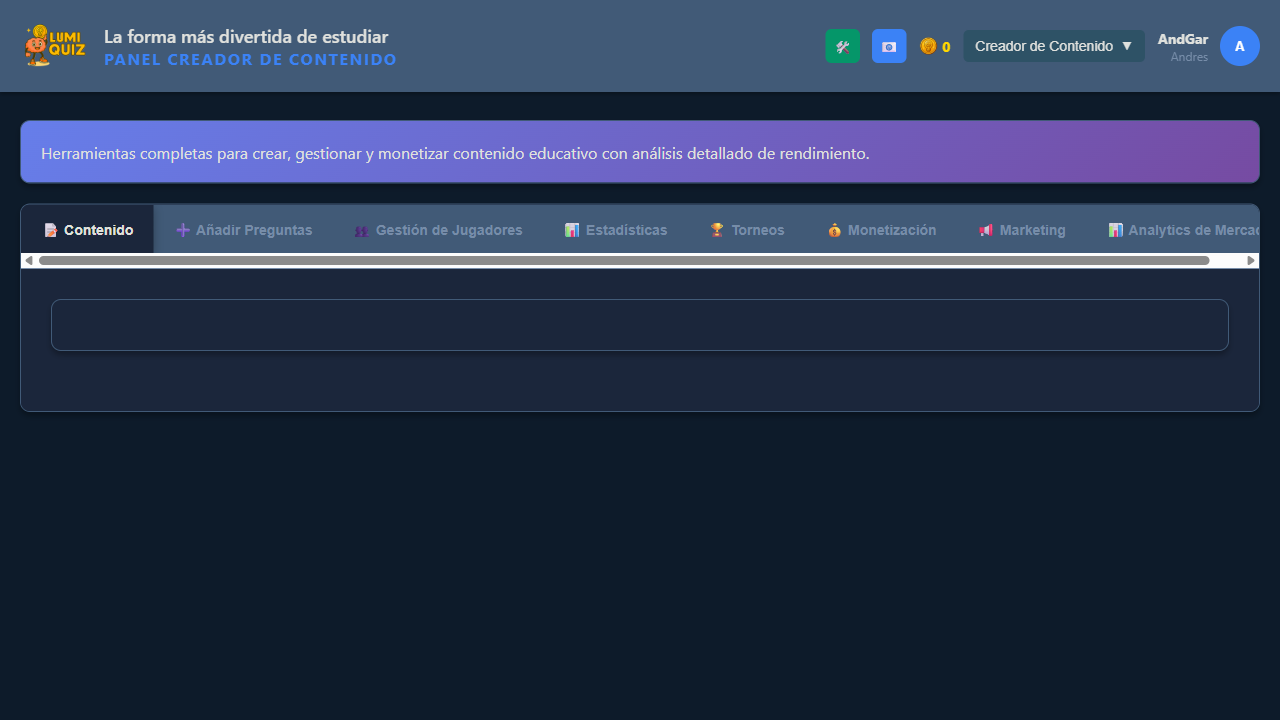 LUMI
QUIZ
La forma más divertida de estudiar
PANEL CREADOR DE CONTENIDO
0
Creador de Contenido ▼
AndGar
Andres
A
Herramientas completas para crear, gestionar y monetizar contenido educativo con análisis detallado de rendimiento.
Contenido
Añadir Preguntas
Gestión de Jugadores
Estadísticas
Torneos
Monetización
Marketing
Analytics de Mercad